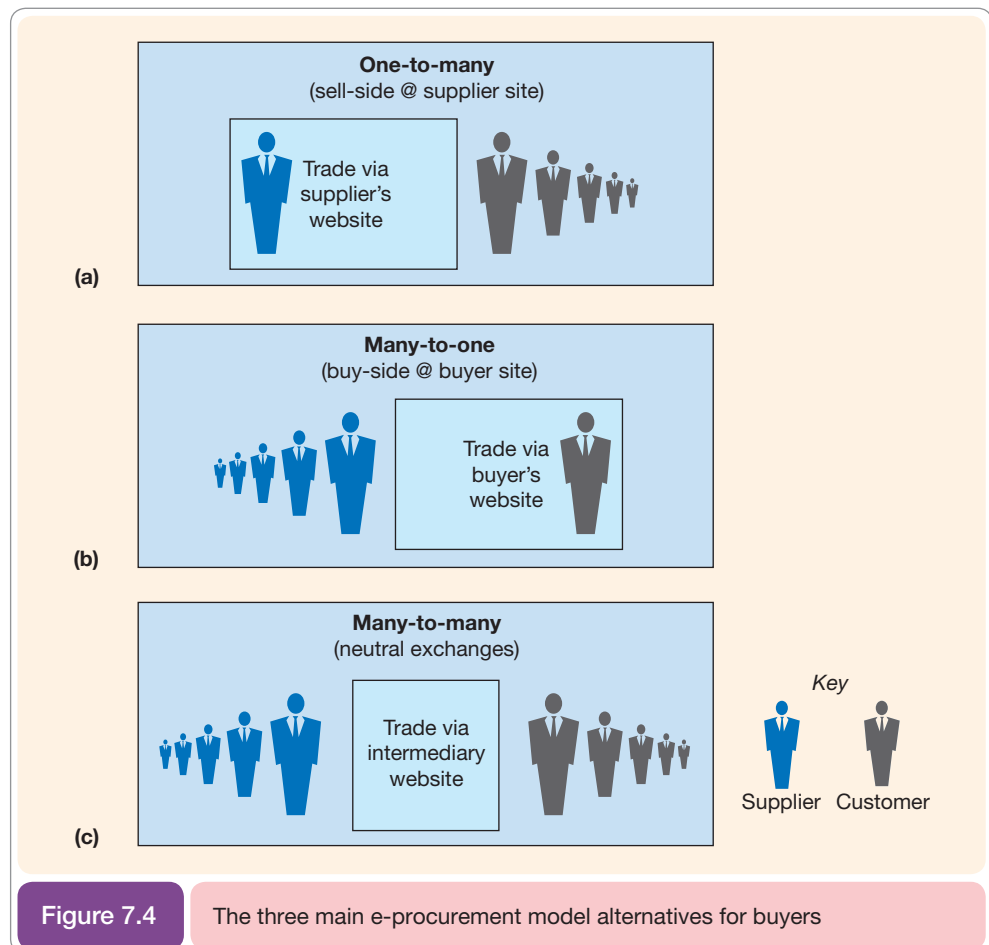 One-to-many
(sell-side @ supplier site)
Trade via
supplier’s
website
(a)
Many-to-one
(buy-side @ buyer site)
Trade via
buyer’s
website
(b)
Many-to-many
(neutral exchanges)
Trade via
intermediary
website
(c)
Key
Supplier Customer
Figure 7.4 The three main e-procurement model alternatives for buyers